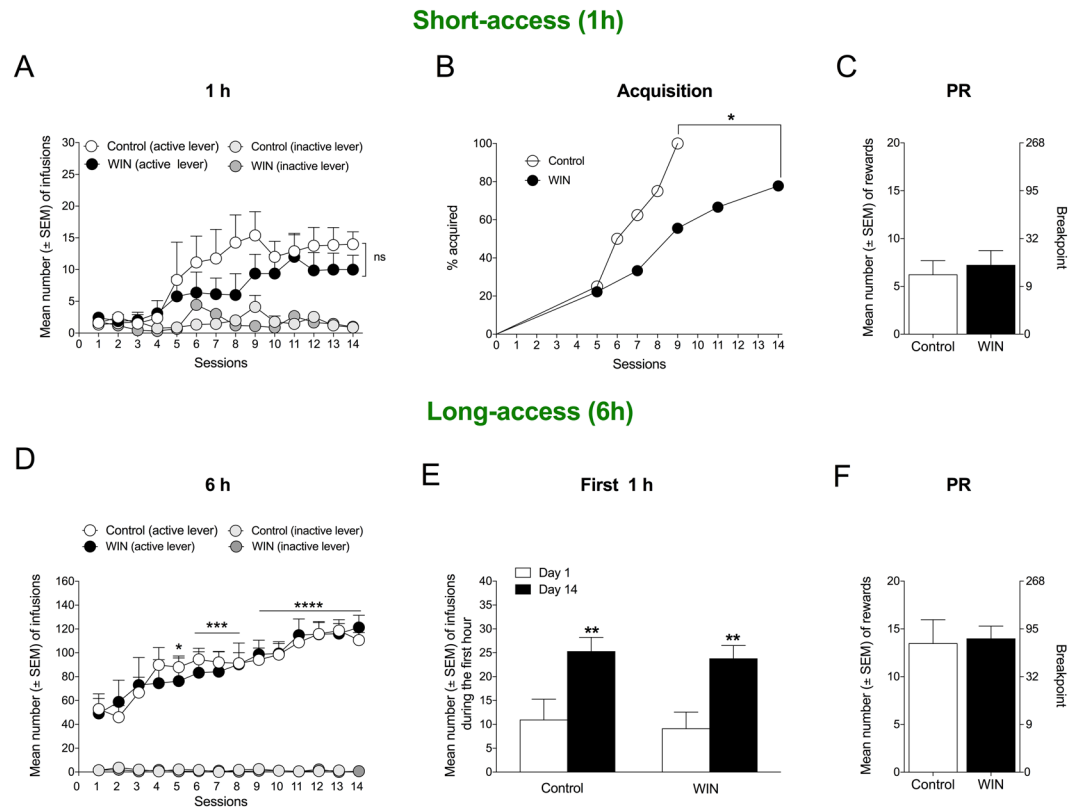 Short-access (1h)
A
1 h
Mean number (± SEM) of infusions
Control (active lever)
WIN (active lever)
Control (inactive lever)
WIN (inactive lever)
30
25
20
15
10
5
0
ns
0 1 2 3 4 5 6 7 8 9 10 11 12 13 14
Sessions
B
Acquisition
% acquired
Control
WIN
*
100
80
60
40
20
0
0 1 2 3 4 5 6 7 8 9 10 11 12 13 14
Sessions
C
PR
Mean number (± SEM) of rewards
20
15
10
5
0
268
95
32
9
0
Breakpoint
Control WIN
Long-access (6h)
D
6 h
Mean number (± SEM) of infusions
Control (active lever)
WIN (active lever)
Control (inactive lever)
WIN (inactive lever)
160
140
120
100
80
60
40
20
0
*
***
****
0 1 2 3 4 5 6 7 8 9 10 11 12 13 14
Sessions
E
First 1 h
Mean number (± SEM) of infusions
during the first hour
Day 1
Day 14
40
35
30
25
20
15
10
5
0
**
**
Control WIN
F
PR
Mean number (± SEM) of rewards
20
15
10
5
0
268
95
32
9
0
Breakpoint
Control WIN